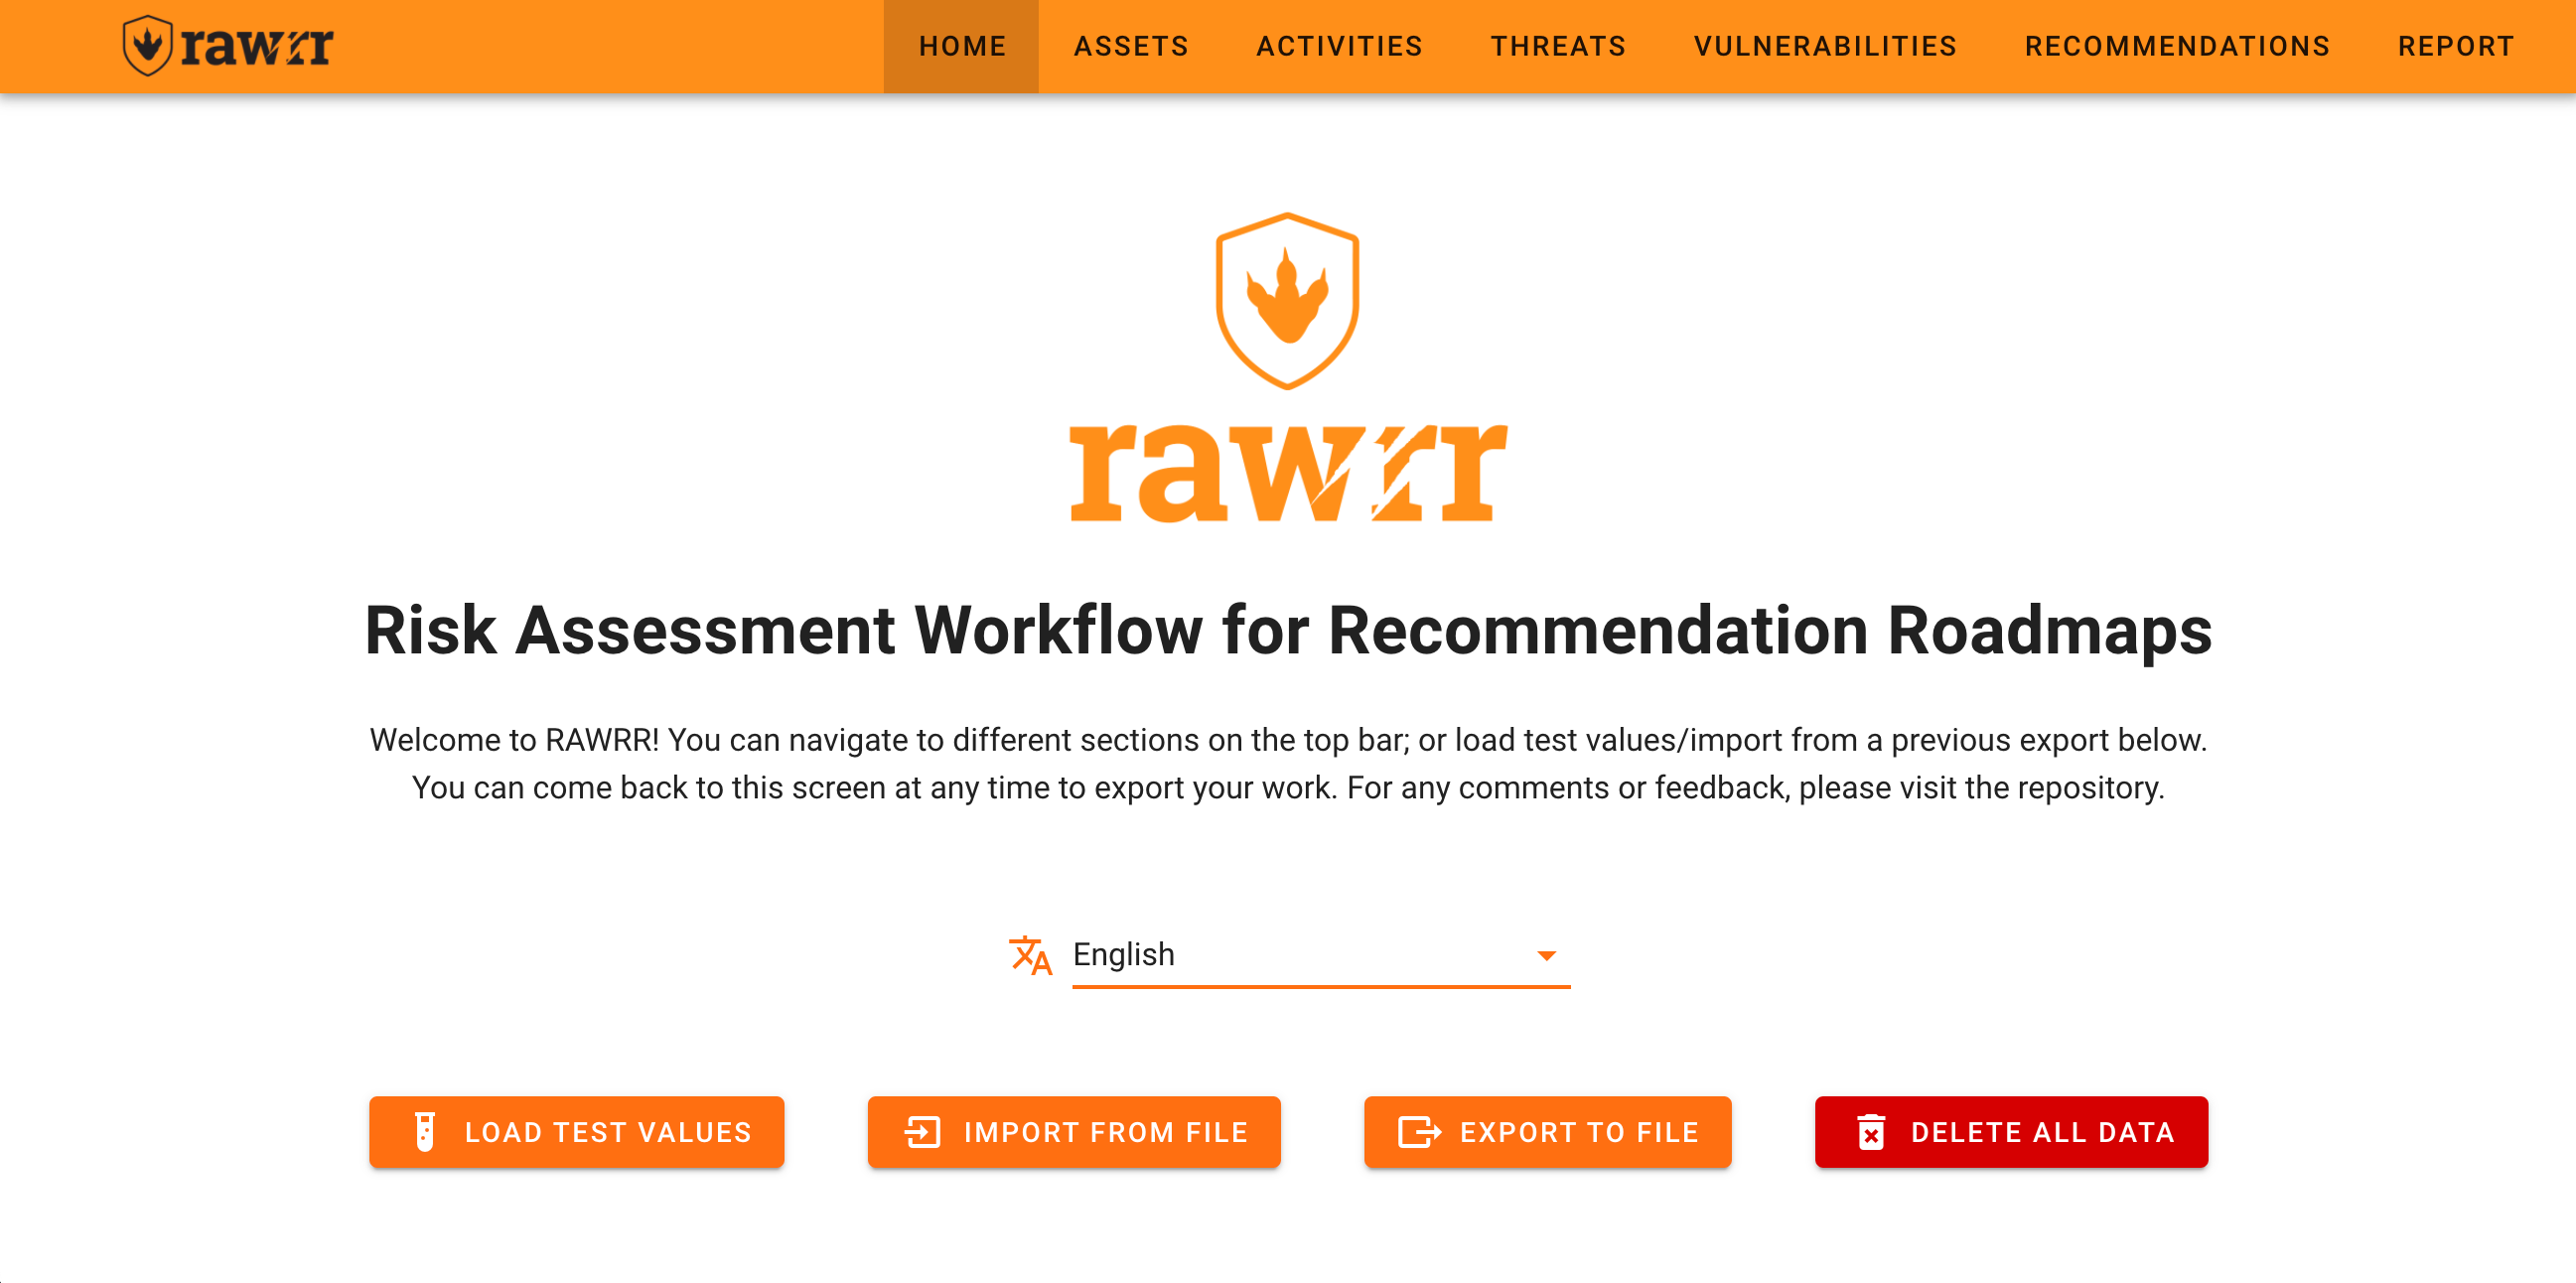 rawrr
HOME
ASSETS
ACTIVITIES
THREATS
VULNERABILITIES
RECOMMENDATIONS
REPORT
rawrr
Risk Assessment Workflow for Recommendation Roadmaps
Welcome to RAWRR! You can navigate to different sections on the top bar; or load test values/import from a previous export below.
You can come back to this screen at any time to export your work. For any comments or feedback, please visit the repository.
English
LOAD TEST VALUES
IMPORT FROM FILE
EXPORT TO FILE
DELETE ALL DATA